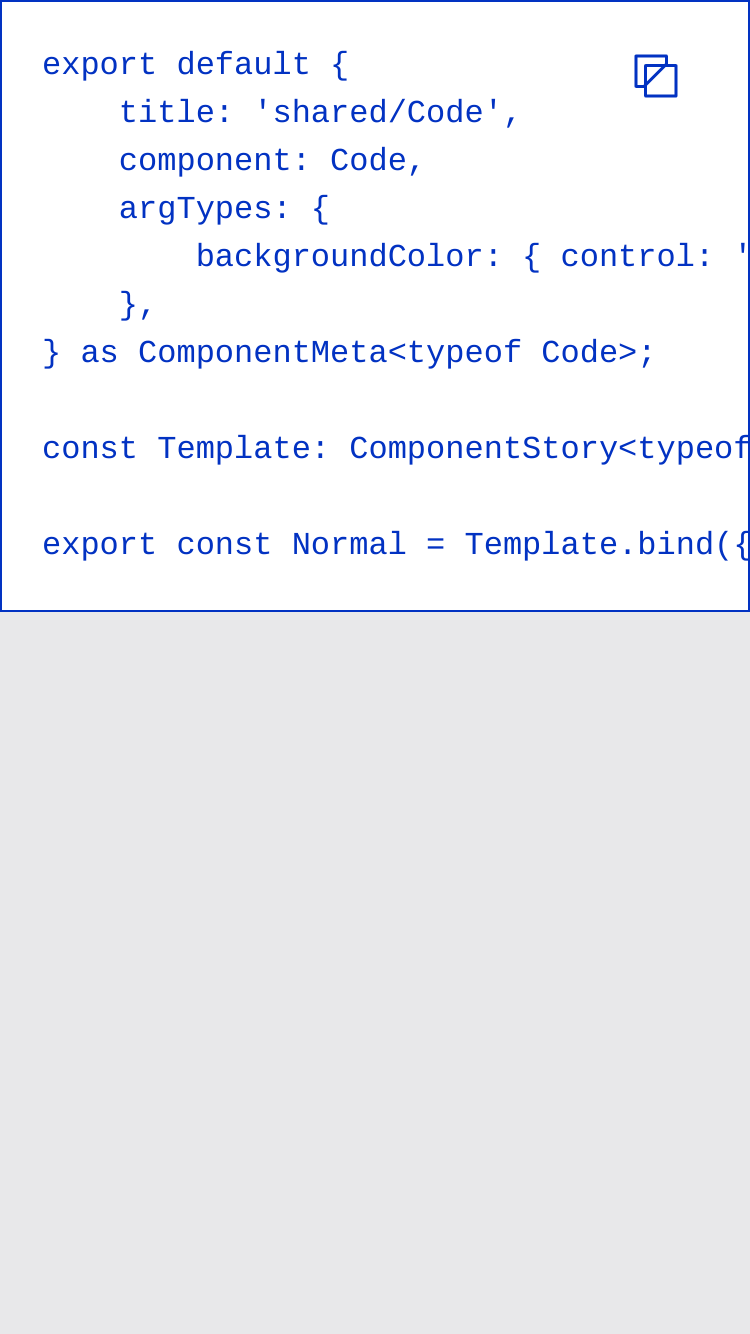 export default {
    title: 'shared/Code',
    component: Code,
    argTypes: {
        backgroundColor: { control: '
    },
} as ComponentMeta<typeof Code>;
const Template: ComponentStory<typeof
export const Normal = Template.bind({